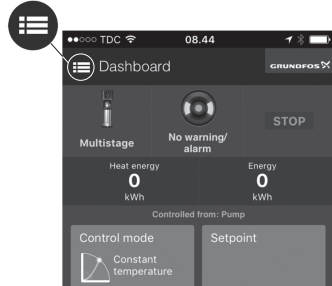 TDC 08.44
Dashboard
GRUNDFOS
Multistage
No warning/
alarm
STOP
Heat energy
0
kWh
Energy
0
kWh
Controlled from: Pump
Control mode
Constant
temperature
Setpoint